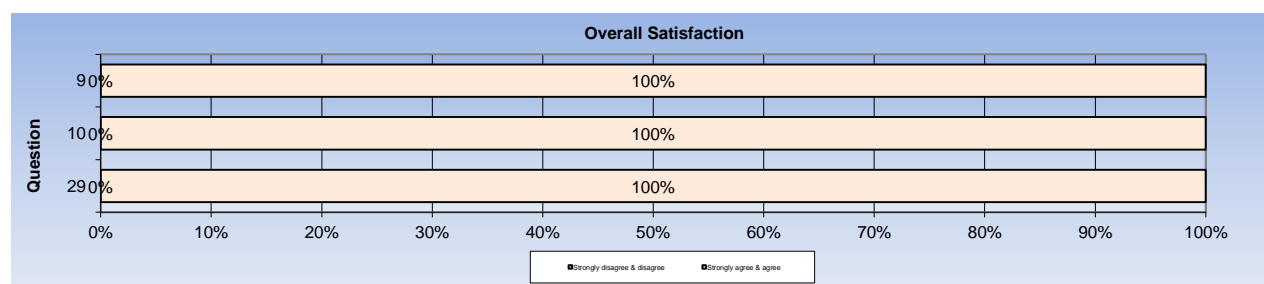 Overall Satisfaction
Question
9 0% 100%
10 0% 100%
29 0% 100%
0% 10% 20% 30% 40% 50% 60% 70% 80% 90% 100%
Strongly disagree & disagree Strongly agree & agree